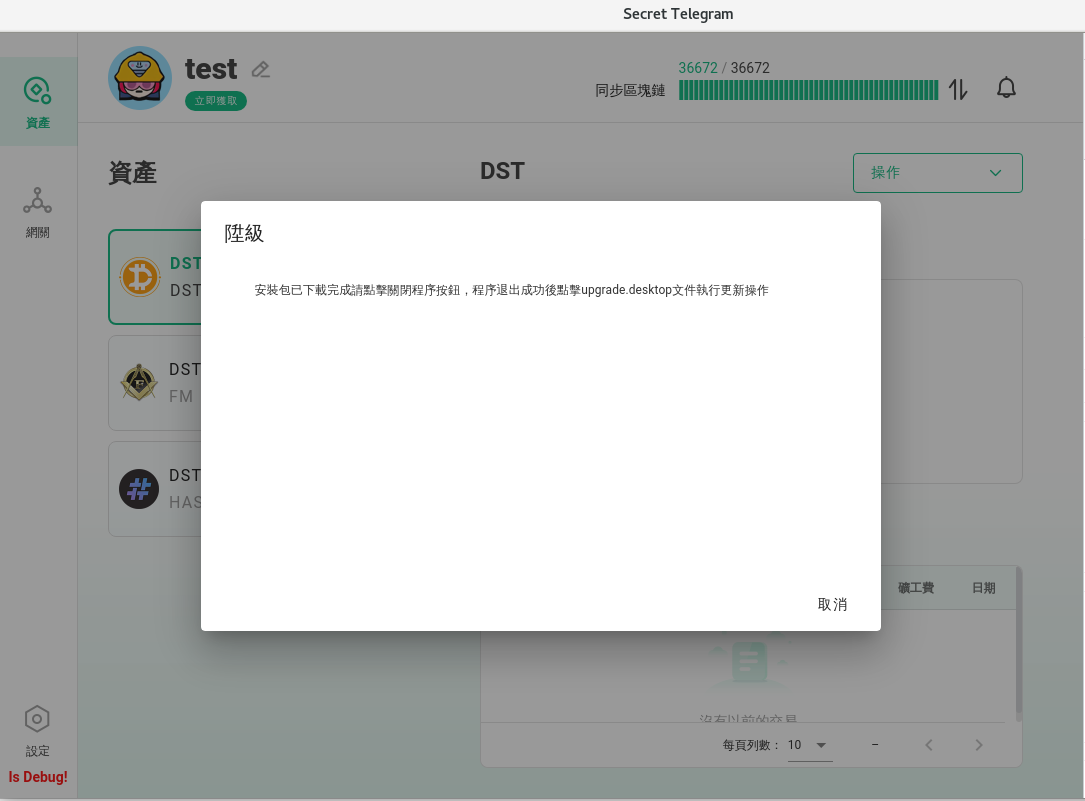 Secret Telegram
test
立即獲取
36672 / 36672
同步區塊鏈
資產
網關
資產
DST
操作
DST
DST
DST
FM
DST
HAS
陞級
安裝包已下載完成請點擊關閉程序按鈕，程序退出成功後點擊upgrade.desktop文件執行更新操作
取消
礦工費
日期
沒有以前的交易
每頁列數：
10
–
設定
Is Debug!